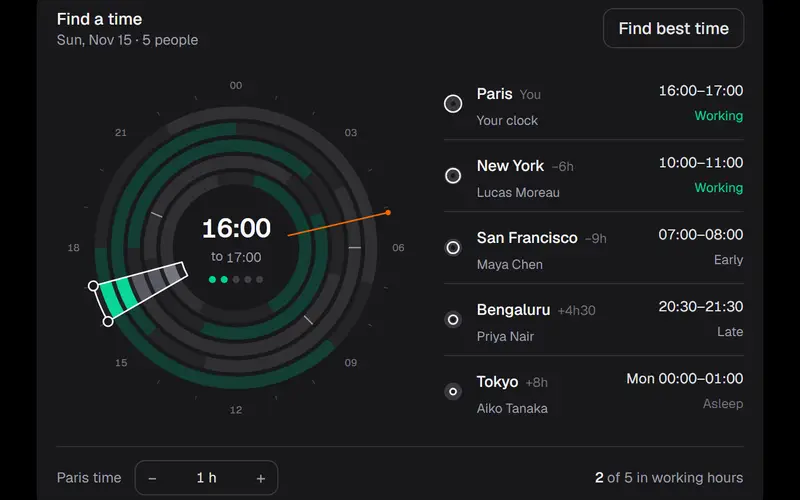 Find a time
Sun, Nov 15 · 5 people
Find best time
00
03
06
09
12
15
18
21
16:00
to 17:00
Paris You 16:00–17:00
Your clock Working
New York −6h 10:00–11:00
Lucas Moreau Working
San Francisco −9h 07:00–08:00
Maya Chen Early
Bengaluru +4h30 20:30–21:30
Priya Nair Late
Tokyo +8h Mon 00:00–01:00
Aiko Tanaka Asleep
Paris time − 1 h + 2 of 5 in working hours